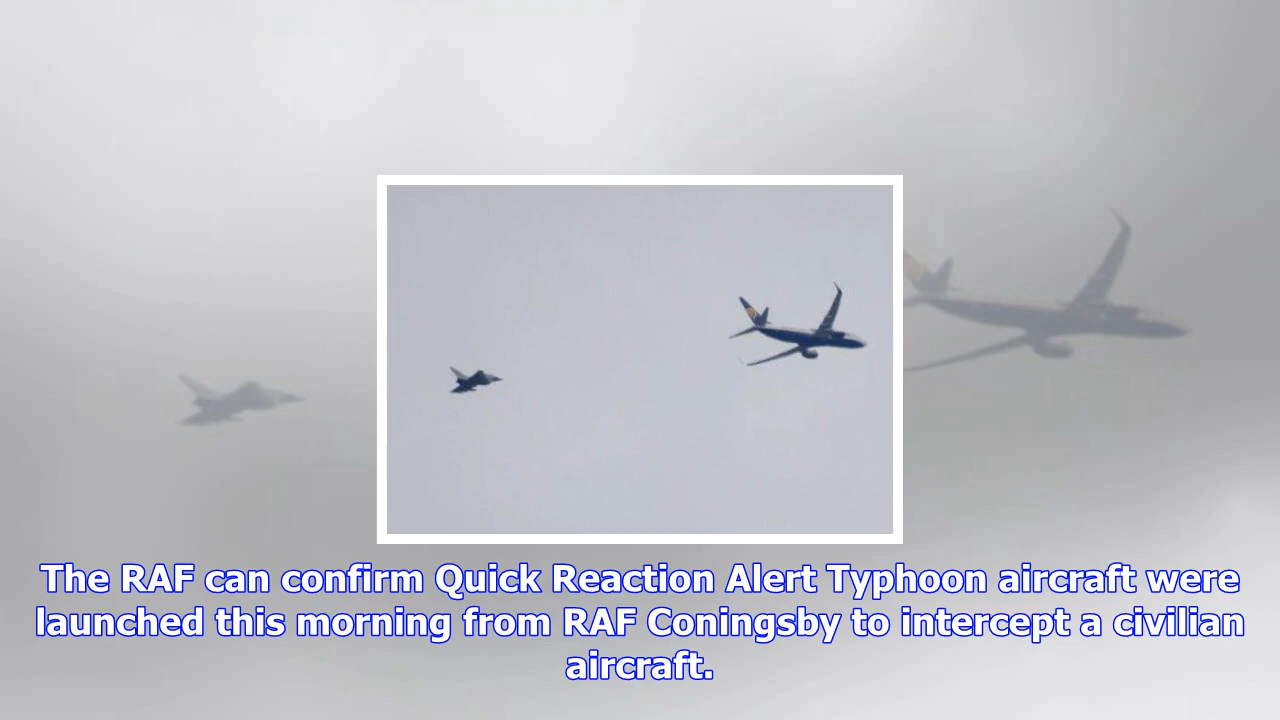 The RAF can confirm Quick Reaction Alert Typhoon aircraft were
launched this morning from RAF Coningsby to intercept a civilian
aircraft.